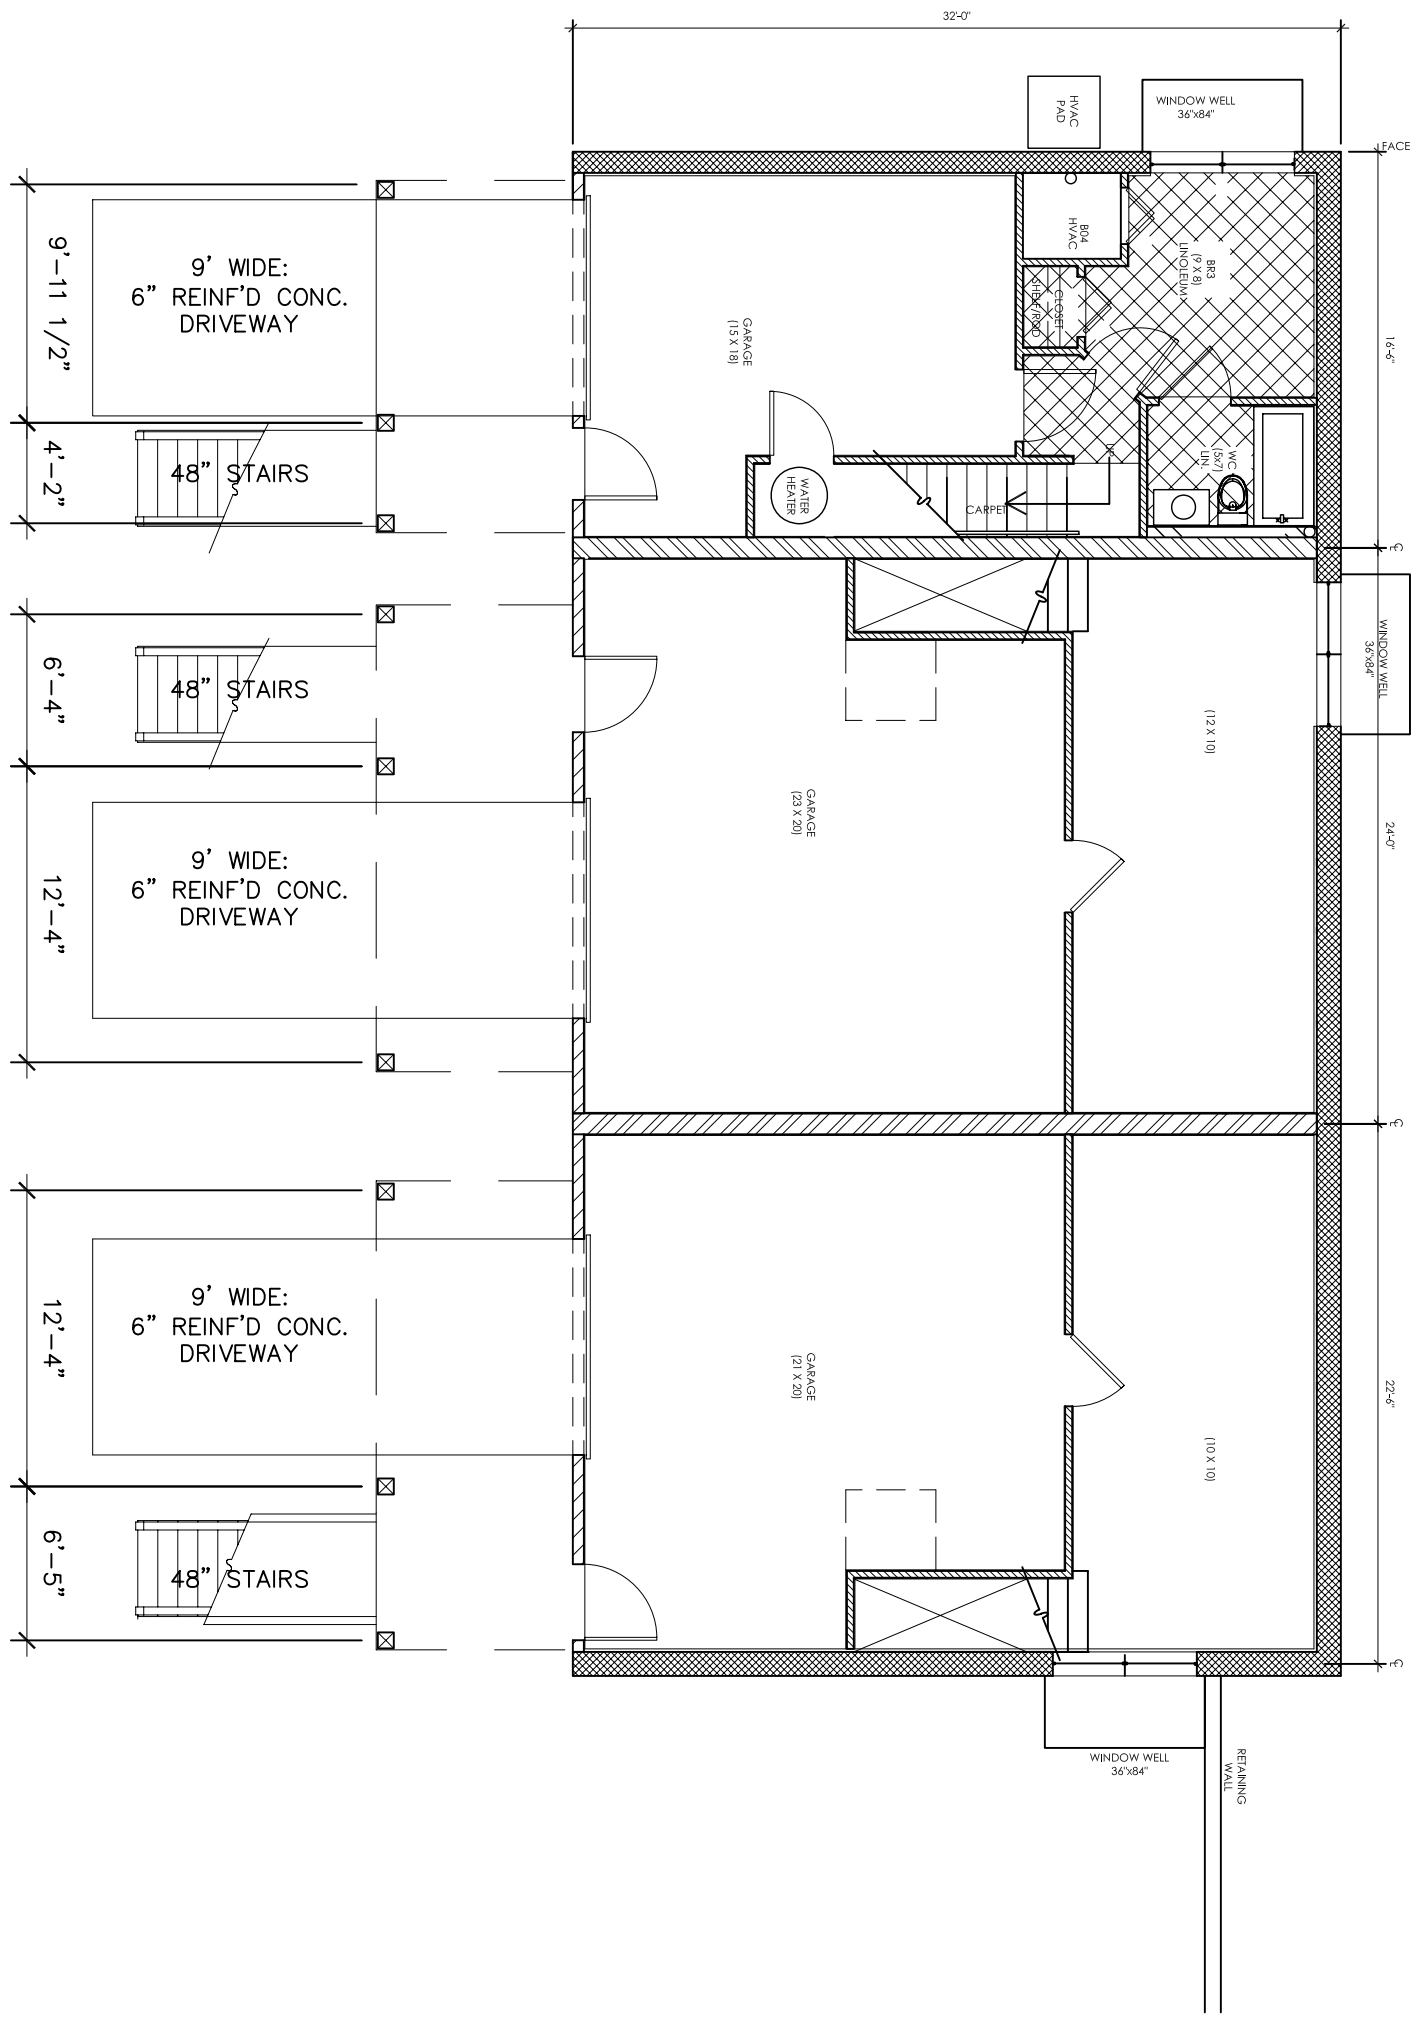 32'-0"
HVAC
PAD
WINDOW WELL
36"x84"
FACE
9'-11 1/2"
9' WIDE:
6" REINF'D CONC.
DRIVEWAY
GARAGE
(15 X 18)
B04
HVAC
CLOSET
SHELF/ROD
BR3
(9 X 8)
LINOLEUM
16'-6"
4'-2"
48" STAIRS
WATER
HEATER
CARPET
UP
WC
(5x7)
LIN.
CL
6'-4"
48" STAIRS
WINDOW WELL
36"x84"
(12 X 10)
GARAGE
(23 X 20)
24'-0"
12'-4"
9' WIDE:
6" REINF'D CONC.
DRIVEWAY
CL
12'-4"
9' WIDE:
6" REINF'D CONC.
DRIVEWAY
GARAGE
(21 X 20)
22'-6"
(10 X 10)
6'-5"
48" STAIRS
CL
WINDOW WELL
36"x84"
RETAINING
WALL